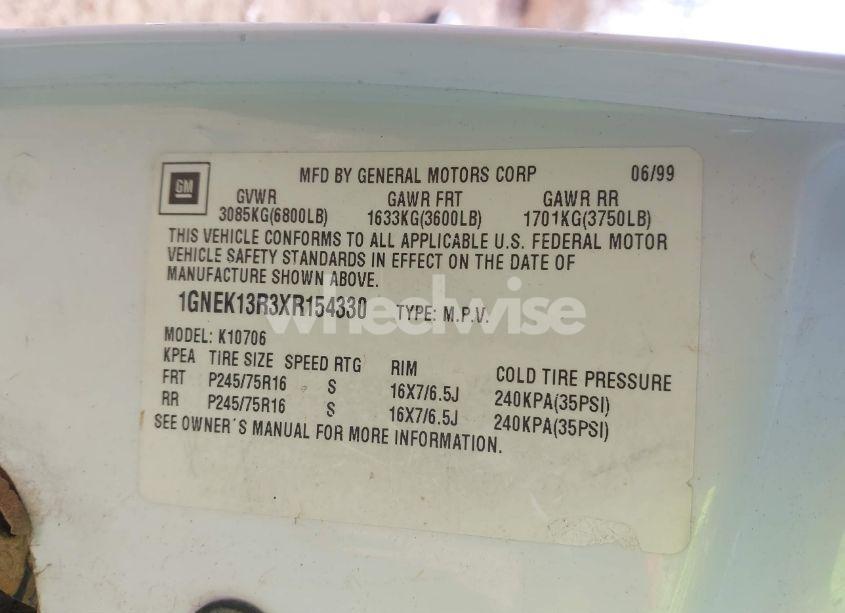 GM
MFD BY GENERAL MOTORS CORP 06/99
GVWR GAWR FRT GAWR RR
3085KG(6800LB) 1633KG(3600LB) 1701KG(3750LB)
THIS VEHICLE CONFORMS TO ALL APPLICABLE U.S. FEDERAL MOTOR
VEHICLE SAFETY STANDARDS IN EFFECT ON THE DATE OF
MANUFACTURE SHOWN ABOVE.
1GNEK13R3XR154330 TYPE: M.P.V.
wheelwise
MODEL: K10706
KPEA TIRE SIZE SPEED RTG RIM COLD TIRE PRESSURE
FRT P245/75R16 S 16X7/6.5J 240KPA(35PSI)
RR P245/75R16 S 16X7/6.5J 240KPA(35PSI)
SEE OWNER'S MANUAL FOR MORE INFORMATION.